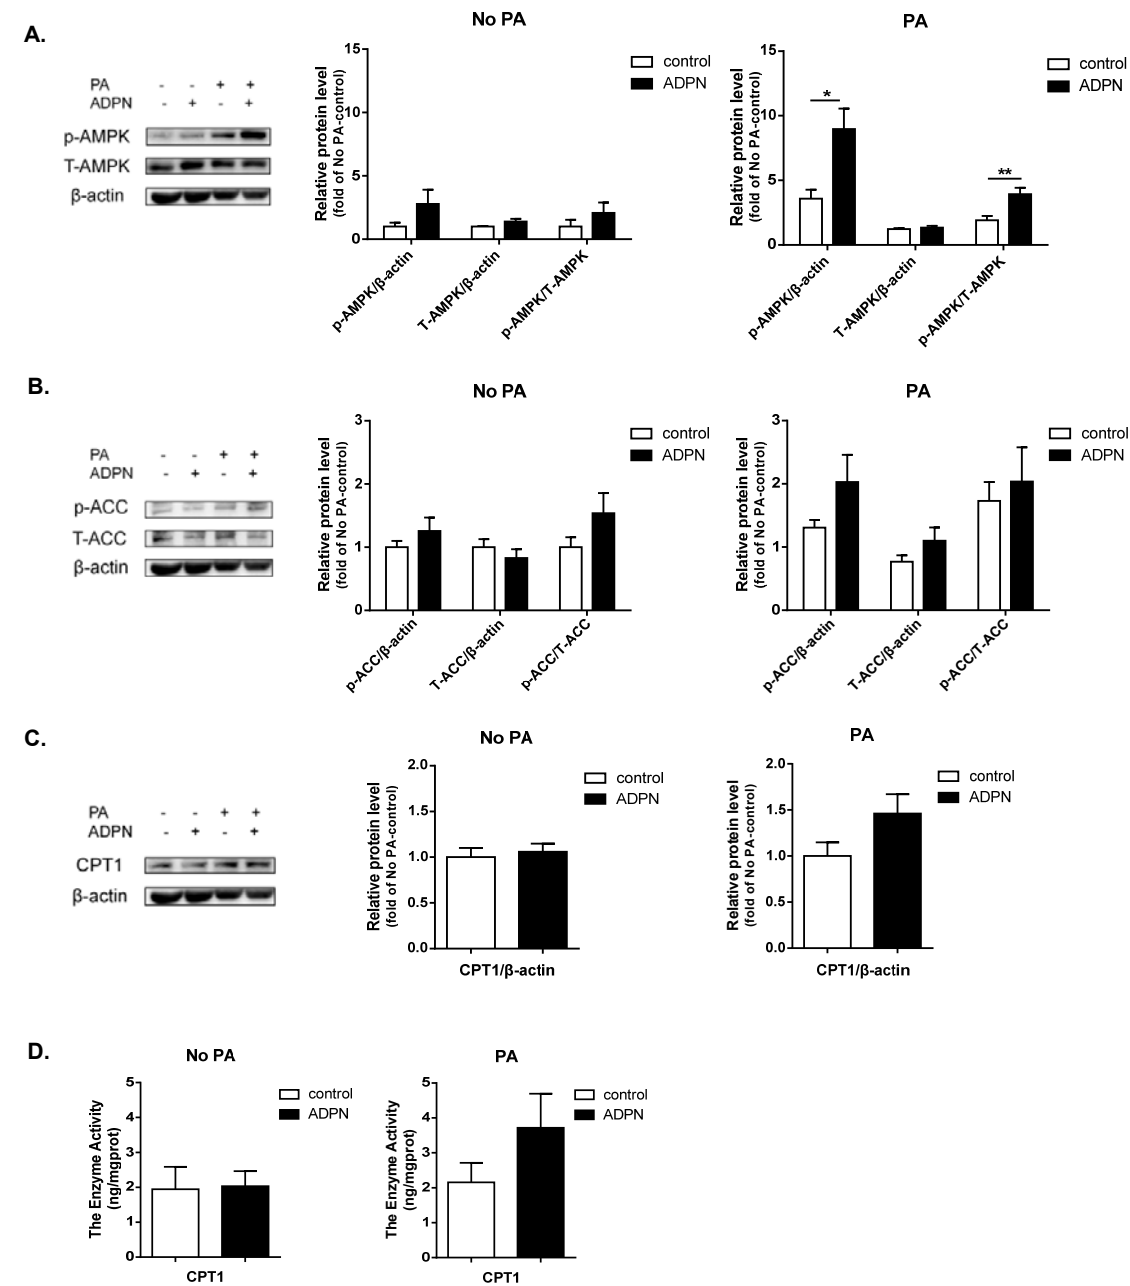 A.
PA - - + +
ADPN - + - +
p-AMPK
T-AMPK
β-actin
No PA
Relative protein level
(fold of No PA-control)
15
10
5
0
p-AMPK/β-actin
T-AMPK/β-actin
p-AMPK/T-AMPK
control
ADPN
PA
Relative protein level
(fold of No PA-control)
15
10
5
0
*
**
p-AMPK/β-actin
T-AMPK/β-actin
p-AMPK/T-AMPK
control
ADPN
B.
PA - - + +
ADPN - + - +
p-ACC
T-ACC
β-actin
No PA
Relative protein level
(fold of No PA-control)
3
2
1
0
p-ACC/β-actin
T-ACC/β-actin
p-ACC/T-ACC
control
ADPN
PA
Relative protein level
(fold of No PA-control)
3
2
1
0
p-ACC/β-actin
T-ACC/β-actin
p-ACC/T-ACC
control
ADPN
C.
PA - - + +
ADPN - + - +
CPT1
β-actin
No PA
Relative protein level
(fold of No PA-control)
2.0
1.5
1.0
0.5
0.0
CPT1/β-actin
control
ADPN
PA
Relative protein level
(fold of No PA-control)
2.0
1.5
1.0
0.5
0.0
CPT1/β-actin
control
ADPN
D.
No PA
The Enzyme Activity
(ng/mgprot)
5
4
3
2
1
0
CPT1
control
ADPN
PA
The Enzyme Activity
(ng/mgprot)
5
4
3
2
1
0
CPT1
control
ADPN